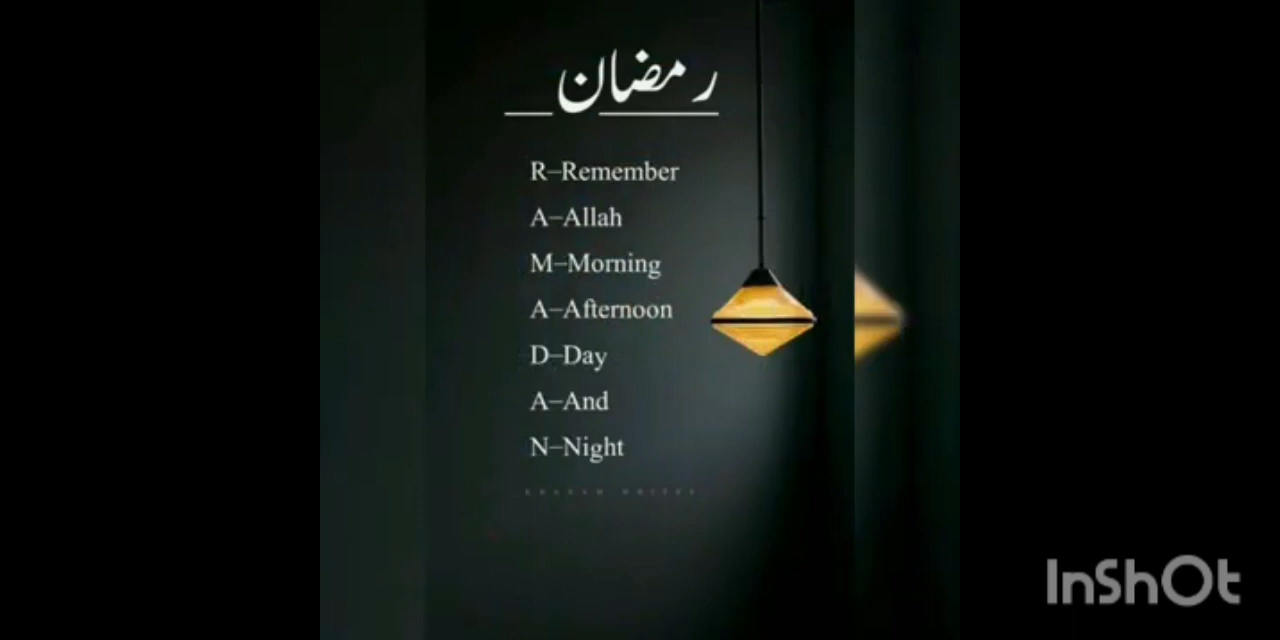 رمضان
R–Remember
A–Allah
M–Morning
A–Afternoon
D–Day
A–And
N–Night
InShOt